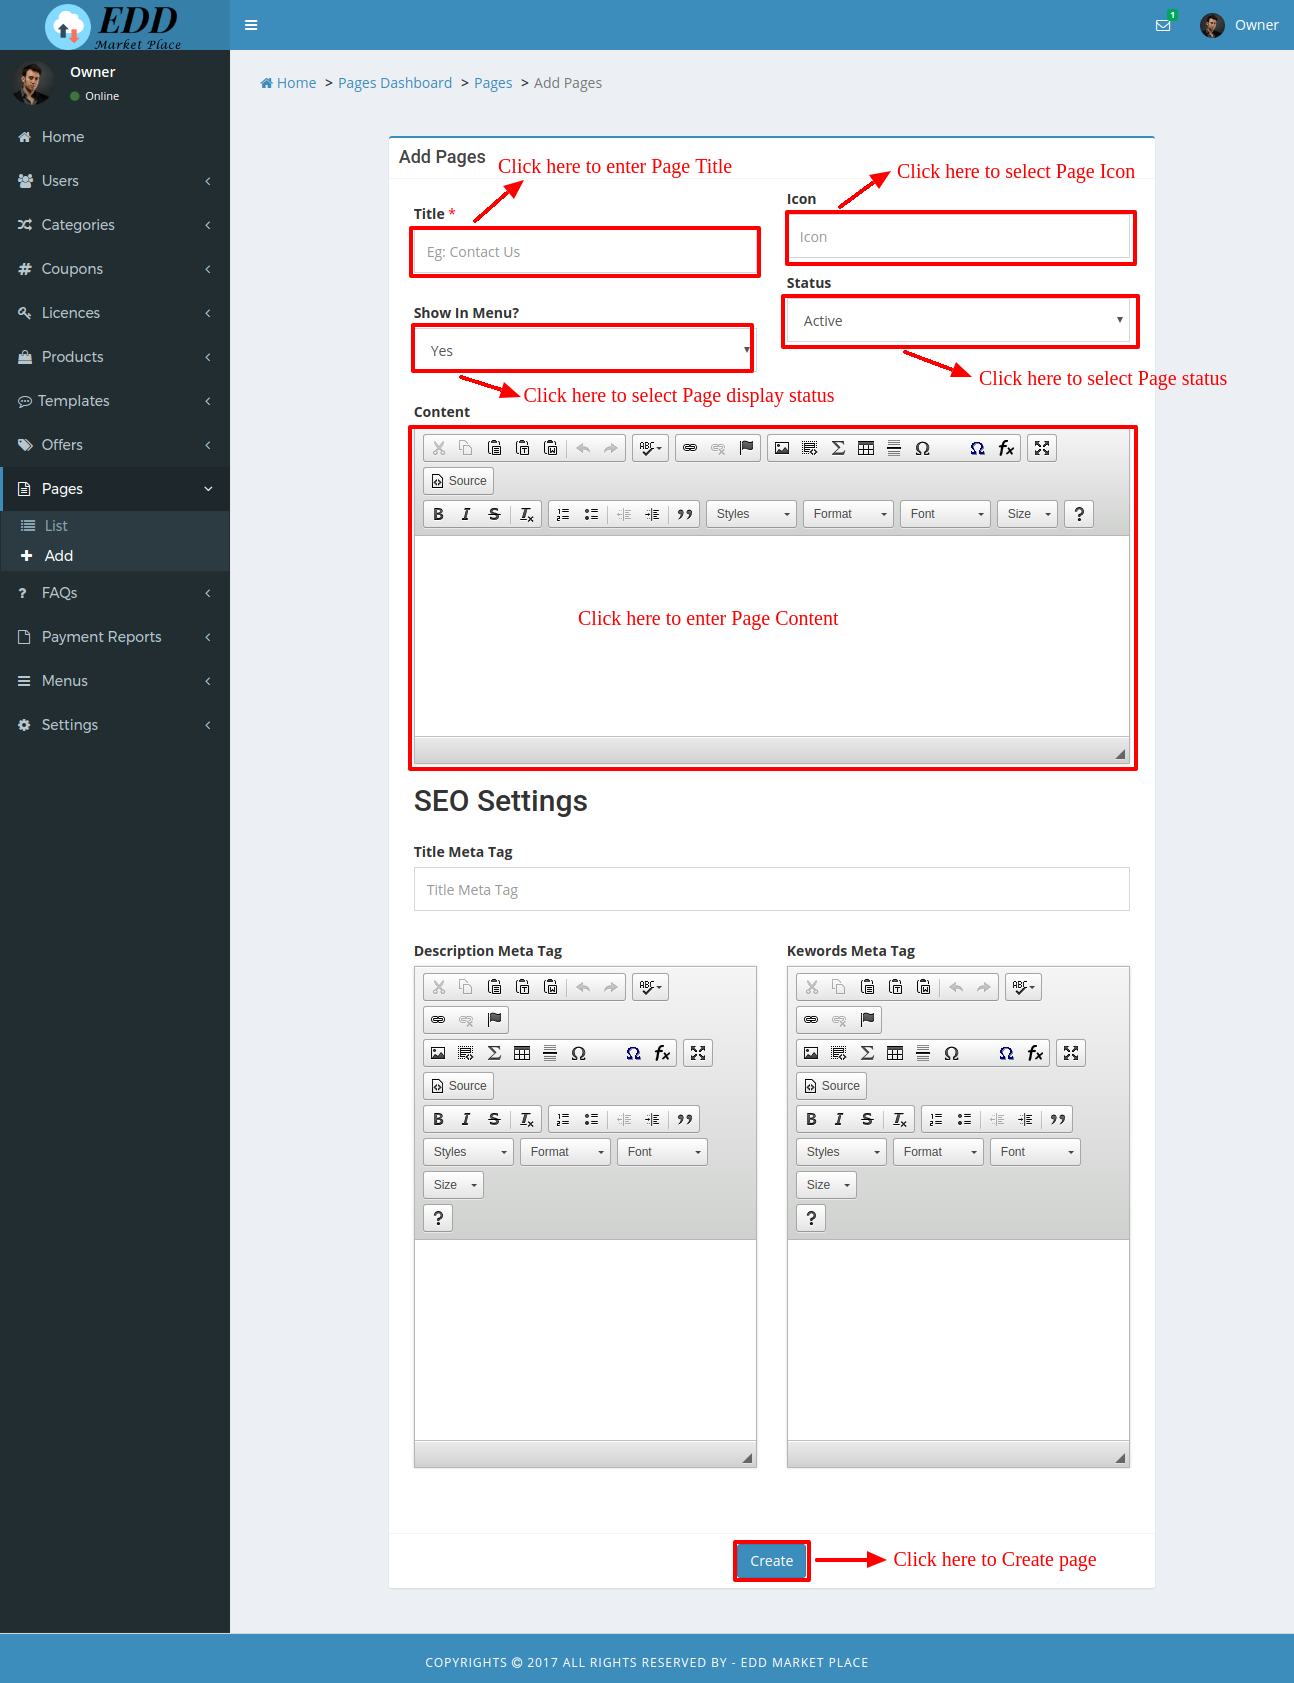 EDD
Market Place
1
Owner
Owner
Online
Home > Pages Dashboard > Pages > Add Pages
Home
Users
Categories
Coupons
Licences
Products
Templates
Offers
Pages
List
Add
FAQs
Payment Reports
Menus
Settings
Add Pages
Click here to enter Page Title
Click here to select Page Icon
Title *
Icon
Eg: Contact Us
Icon
Show In Menu?
Status
Yes
Active
Click here to select Page display status
Click here to select Page status
Content
ABC
Source
B I S Tx
Styles Format Font Size ?
Click here to enter Page Content
SEO Settings
Title Meta Tag
Title Meta Tag
Description Meta Tag
ABC
Source
B I S Tx
Styles Format Font
Size
?
Kewords Meta Tag
ABC
Source
B I S Tx
Styles Format Font
Size
?
Create
Click here to Create page
COPYRIGHTS © 2017 ALL RIGHTS RESERVED BY - EDD MARKET PLACE